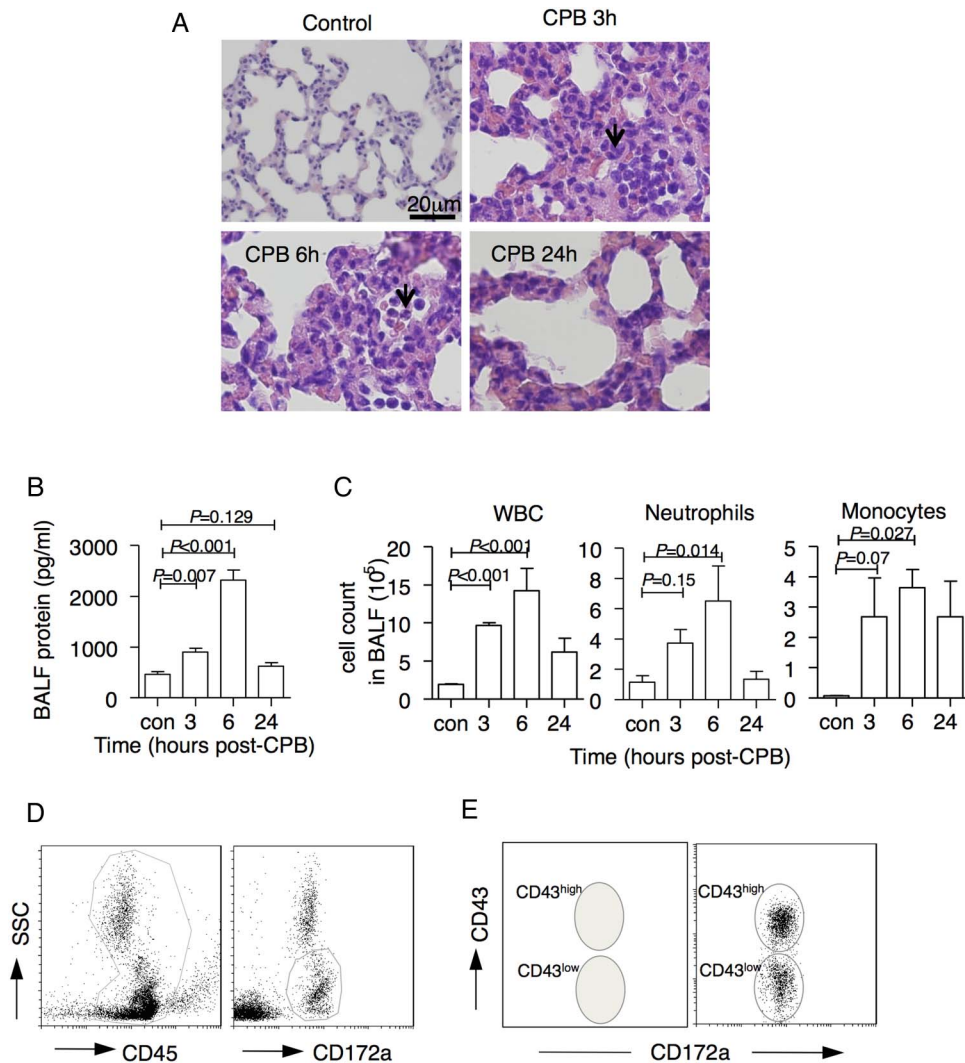 A
Control
CPB 3h
20μm
CPB 6h
CPB 24h
B
BALF protein (pg/ml)
3000
2000
1000
0
P=0.129
P<0.001
P=0.007
con 3 6 24
Time (hours post-CPB)
C
cell count
in BALF (10⁵)
WBC
20
15
10
5
0
P<0.001
P<0.001
con 3 6 24
Neutrophils
10
8
6
4
2
0
P=0.014
P=0.15
con 3 6 24
Monocytes
5
4
3
2
1
0
P=0.027
P=0.07
con 3 6 24
Time (hours post-CPB)
D
SSC
CD45
CD172a
E
CD43
CD43high
CD43low
CD43high
CD43low
CD172a